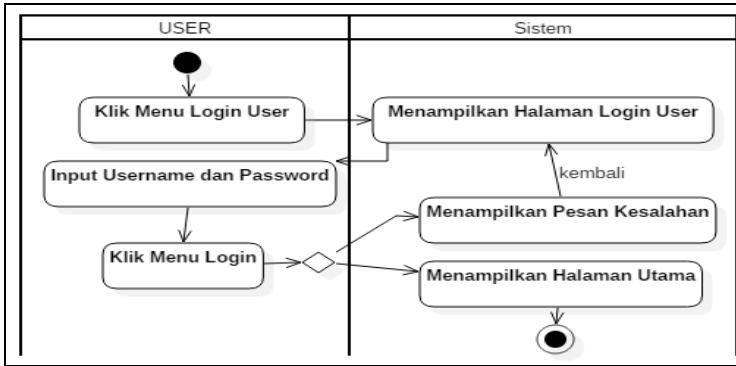 USER
Sistem
Klik Menu Login User
Menampilkan Halaman Login User
Input Username dan Password
kembali
Menampilkan Pesan Kesalahan
Klik Menu Login
Menampilkan Halaman Utama